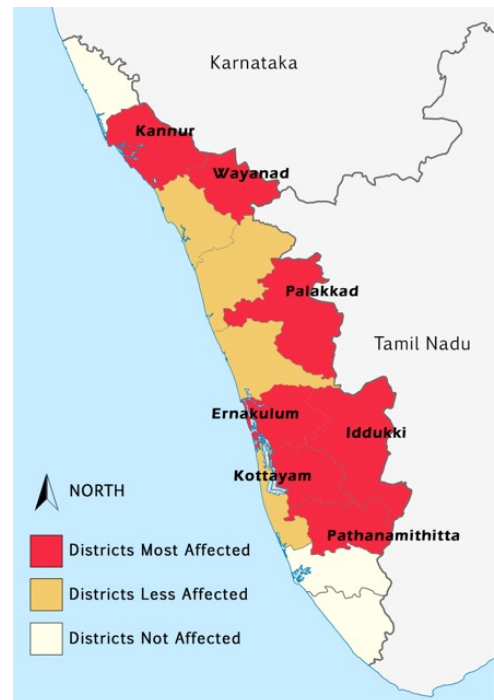 Karnataka
Kannur
Wayanad
Palakkad
Tamil Nadu
Ernakulum
Iddukki
Kottayam
NORTH
Pathanamithitta
Districts Most Affected
Districts Less Affected
Districts Not Affected